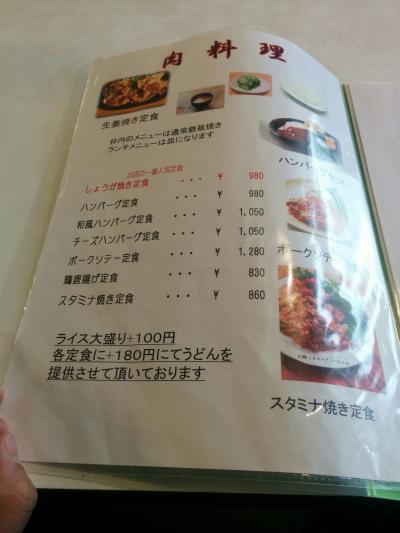 肉料理
生姜焼き定食
枠内のメニューは通常鉄板焼き
ランチメニューは皿になります
当店の一番人気定食
しょうが焼き定食 ・・・ ¥ 980
ハンバーグ定食 ・・・ ¥ 980
和風ハンバーグ定食 ・・・ ¥ 1,050
チーズハンバーグ定食 ・・・ ¥ 1,050
ポークソテー定食 ・・・ ¥ 1,280
鶏唐揚げ定食 ・・・ ¥ 830
スタミナ焼き定食 ・・・ ¥ 860
ライス大盛り+100円
各定食に+180円にてうどんを
提供させて頂いております
ハンバーグセット
ポークソテー定食
スタミナ焼き定食